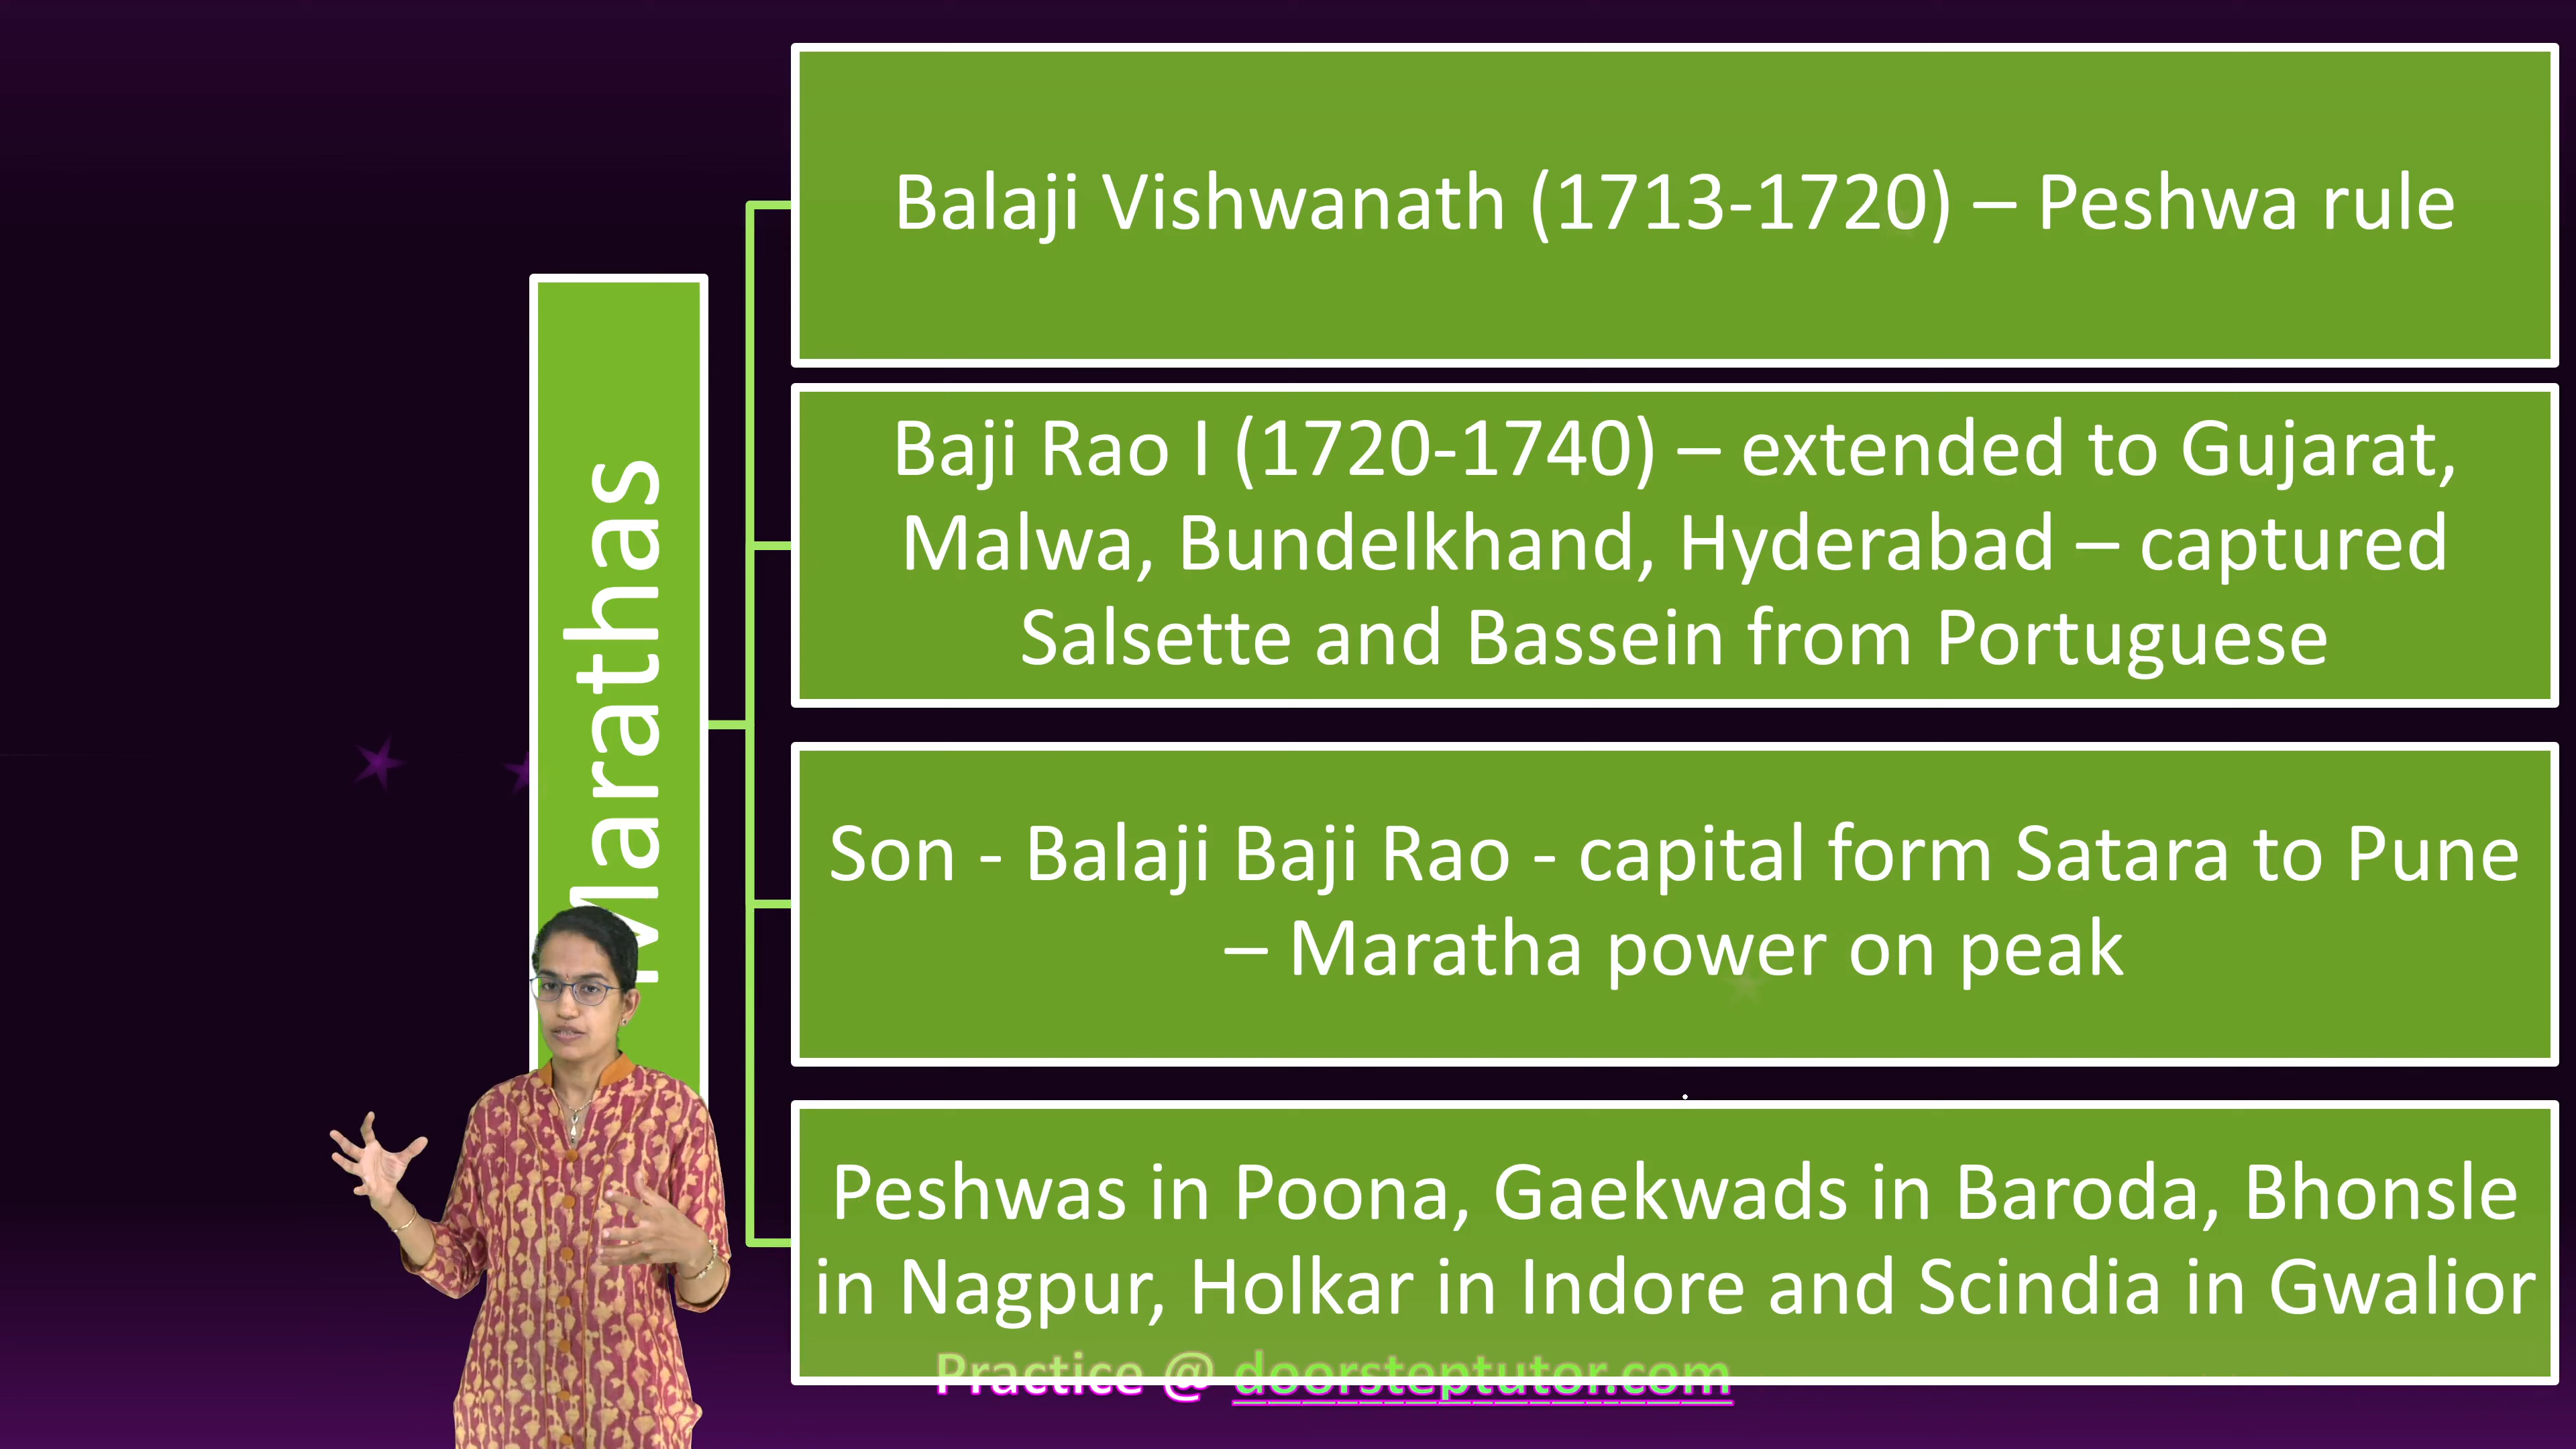 Balaji Vishwanath (1713-1720) – Peshwa rule
Marathas
Baji Rao I (1720-1740) – extended to Gujarat,
Malwa, Bundelkhand, Hyderabad – captured
Salsette and Bassein from Portuguese
Son - Balaji Baji Rao - capital form Satara to Pune
– Maratha power on peak
Peshwas in Poona, Gaekwads in Baroda, Bhonsle
in Nagpur, Holkar in Indore and Scindia in Gwalior
Practice @ doorsteptutor.com